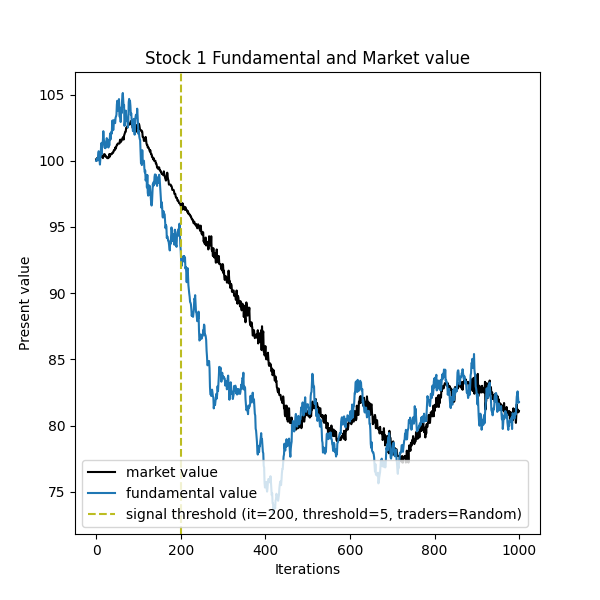 Stock 1 Fundamental and Market value
Present value
105
100
95
90
85
80
75
market value
fundamental value
signal threshold (it=200, threshold=5, traders=Random)
0 200 400 600 800 1000
Iterations